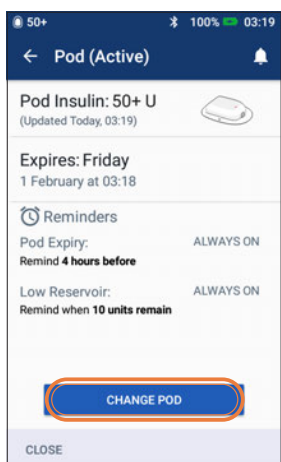 50+ 100% 03:19
Pod (Active)
Pod Insulin: 50+ U
(Updated Today, 03:19)
Expires: Friday
1 February at 03:18
Reminders
Pod Expiry: ALWAYS ON
Remind 4 hours before
Low Reservoir: ALWAYS ON
Remind when 10 units remain
CHANGE POD
CLOSE